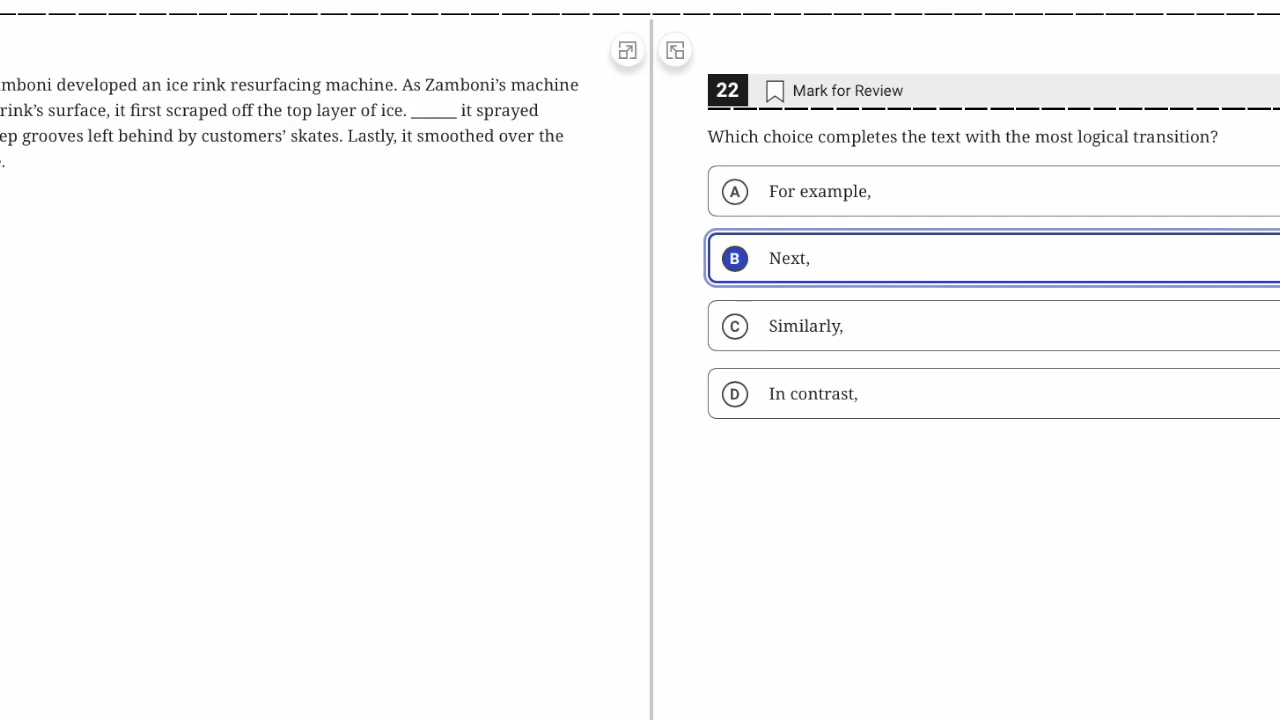 amboni developed an ice rink resurfacing machine. As Zamboni’s machine
rink’s surface, it first scraped off the top layer of ice. ______ it sprayed
ep grooves left behind by customers’ skates. Lastly, it smoothed over the
.
22 Mark for Review
Which choice completes the text with the most logical transition?
A For example,
B Next,
C Similarly,
D In contrast,